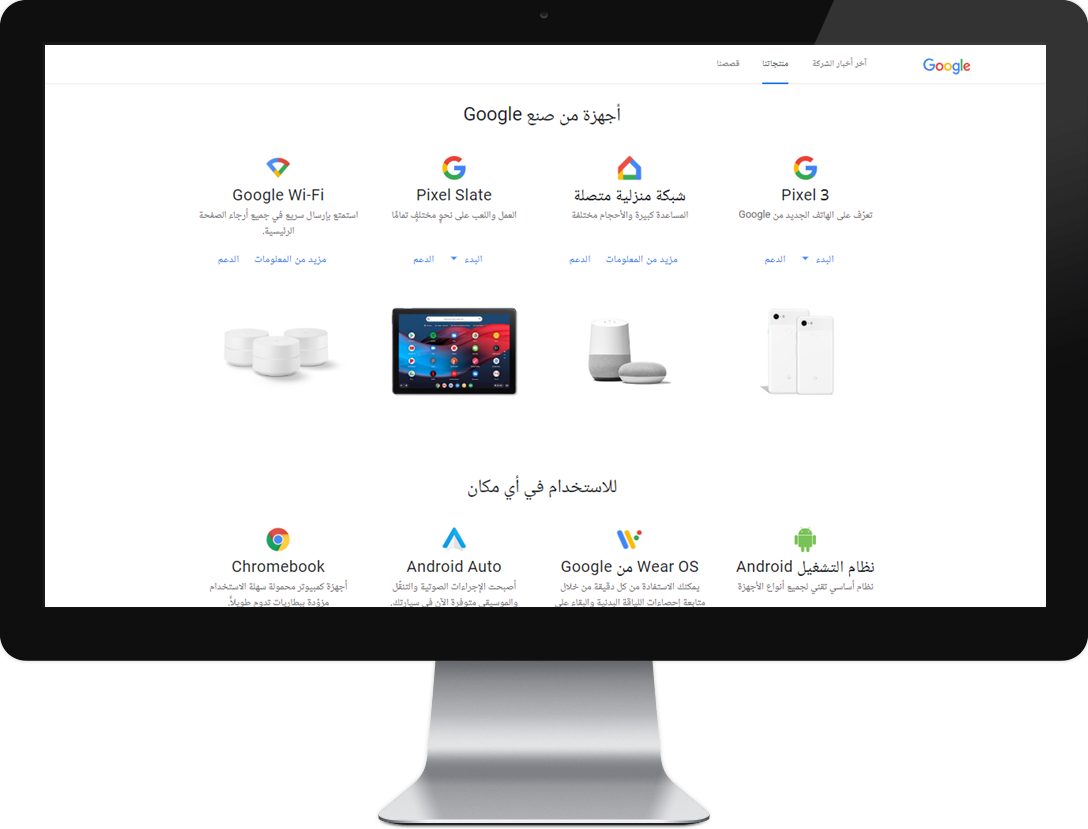 Google
آخر أخبار الشركة
منتجاتنا
قصصنا
أجهزة من صنع Google
Pixel 3
تعرّف على الهاتف الجديد من Google
البدء
الدعم
شبكة منزلية متصلة
المساعدة كبيرة والأحجام مختلفة
مزيد من المعلومات
الدعم
Pixel Slate
العمل واللعب على نحوٍ مختلفٍ تمامًا
البدء
الدعم
Google Wi-Fi
استمتع بإرسال سريع في جميع أرجاء الصفحة
الرئيسية.
مزيد من المعلومات
الدعم
للاستخدام في أي مكان
نظام التشغيل Android
نظام أساسي تقني لجميع أنواع الأجهزة
Wear OS من Google
يمكنك الاستفادة من كل دقيقة من خلال
متابعة إحصاءات اللياقة البدنية والبقاء على
Android Auto
أصبحت الإجراءات الصوتية والتنقّل
والموسيقى متوفرة الآن في سيارتك.
Chromebook
أجهزة كمبيوتر محمولة سهلة الاستخدام
مزوّدة ببطاريات تدوم طويلاً.